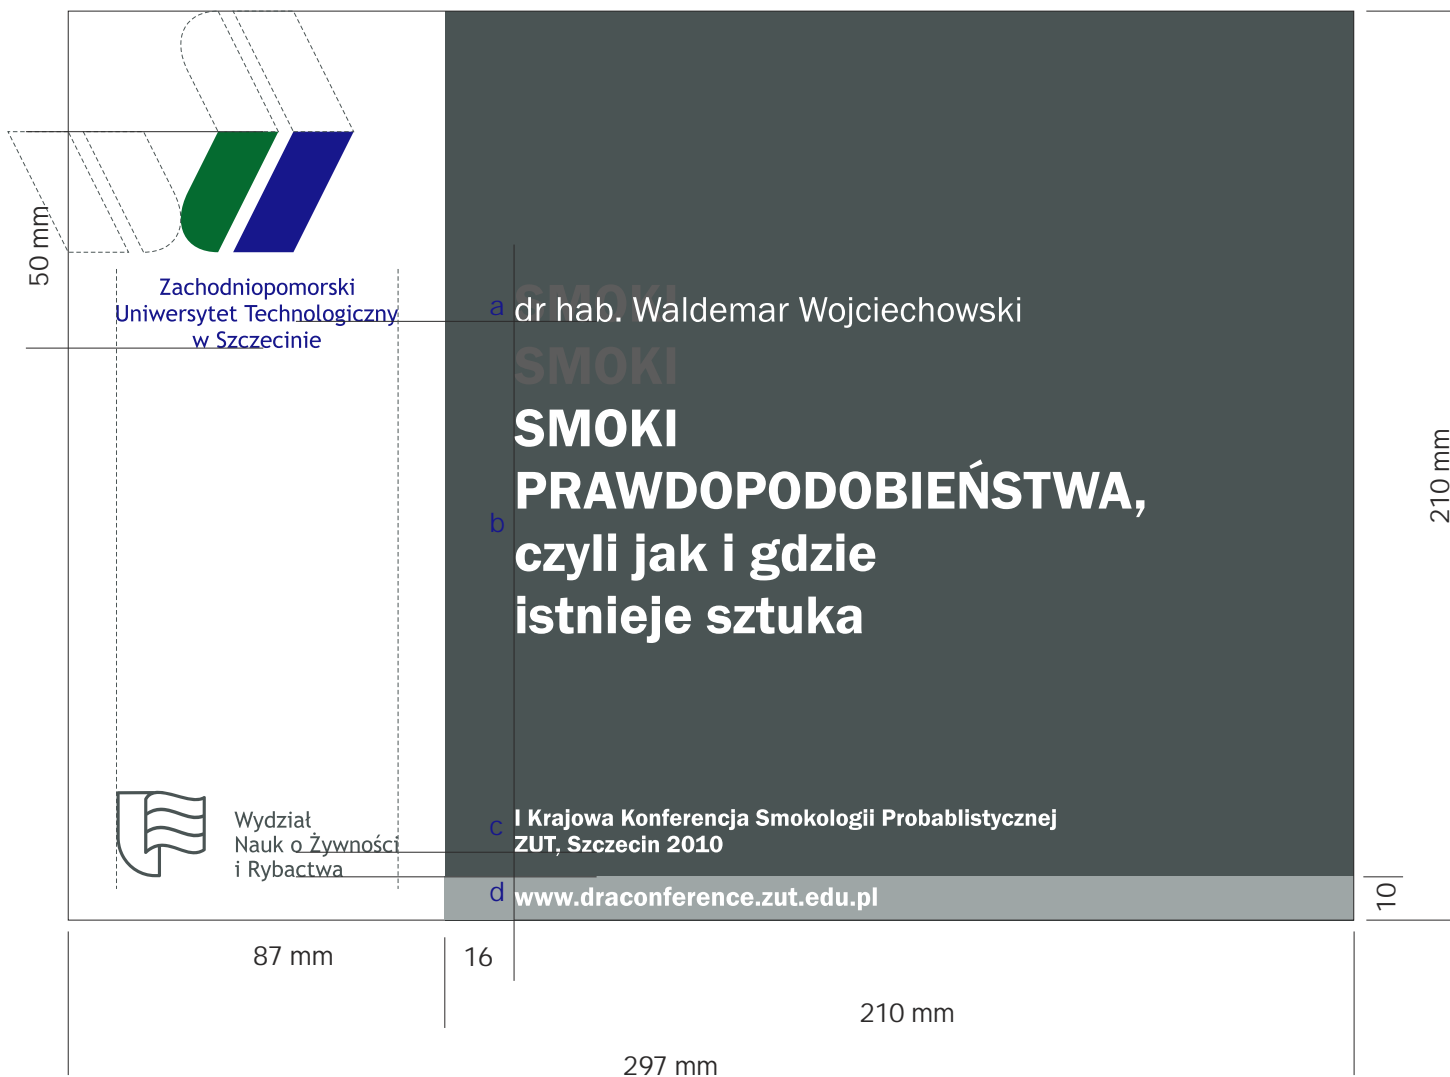 50 mm
Zachodniopomorski
Uniwersytet Technologiczny
w Szczecinie
a
SMOKI
dr hab. Waldemar Wojciechowski
SMOKI
SMOKI
PRAWDOPODOBIEŃSTWA,
b
czyli jak i gdzie
istnieje sztuka
210 mm
Wydział
Nauk o Żywności
i Rybactwa
c
I Krajowa Konferencja Smokologii Probablistycznej
ZUT, Szczecin 2010
d
www.draconference.zut.edu.pl
10
87 mm
16
210 mm
297 mm